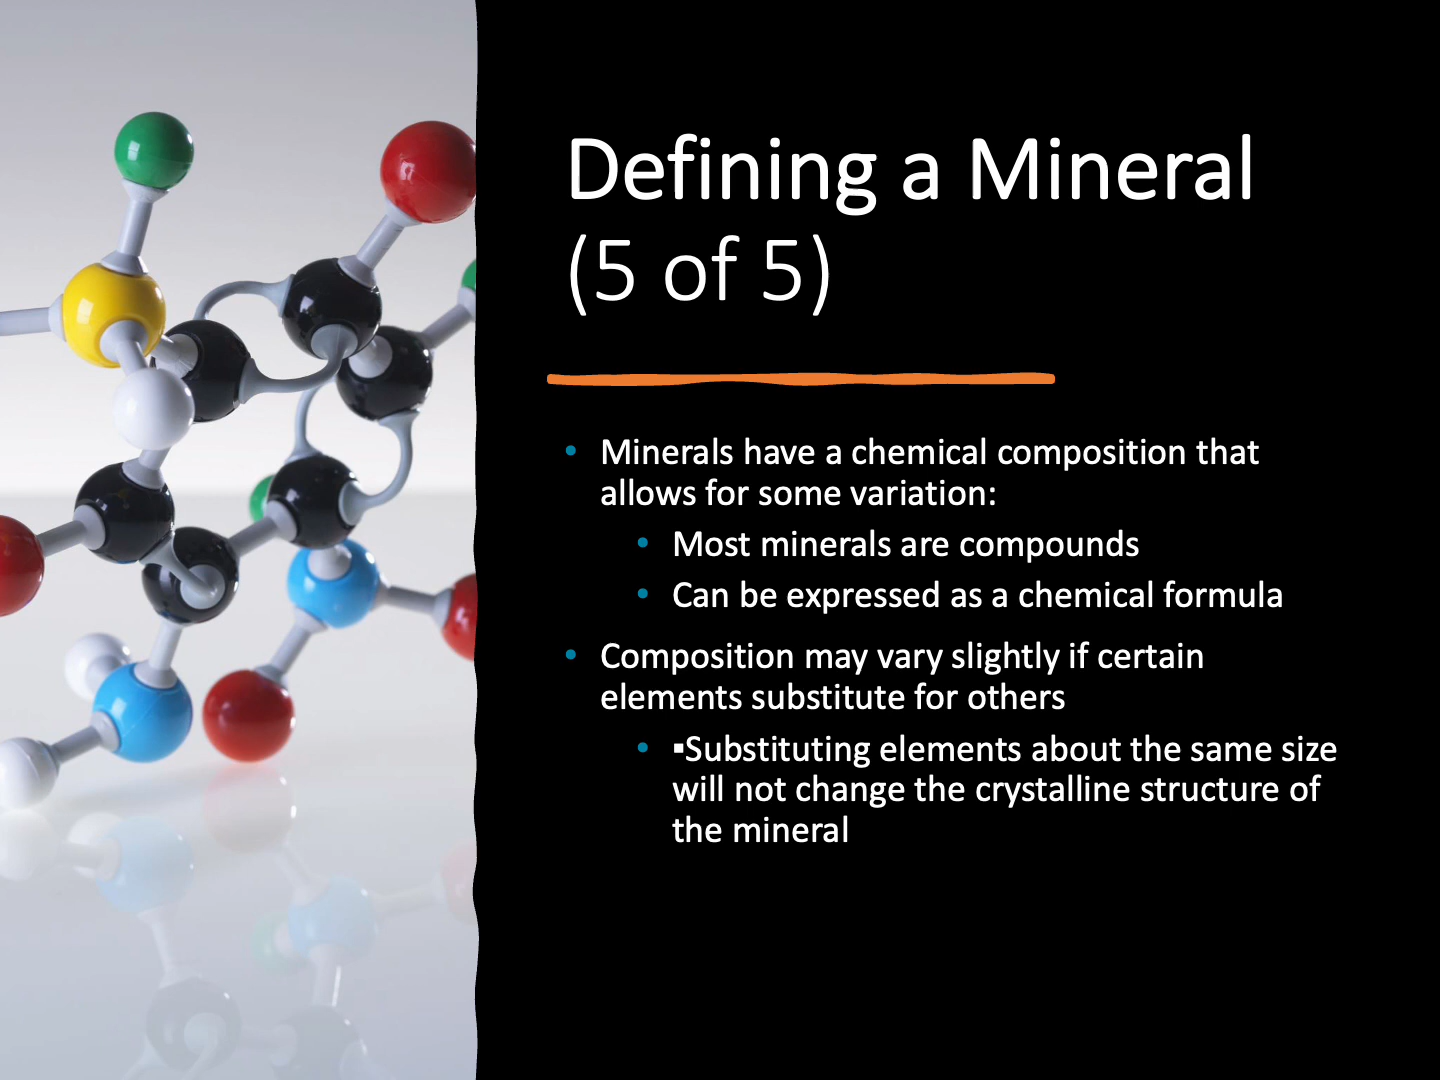 Defining a Mineral
(5 of 5)
• Minerals have a chemical composition that
allows for some variation:
• Most minerals are compounds
• Can be expressed as a chemical formula
• Composition may vary slightly if certain
elements substitute for others
• ▪Substituting elements about the same size
will not change the crystalline structure of
the mineral